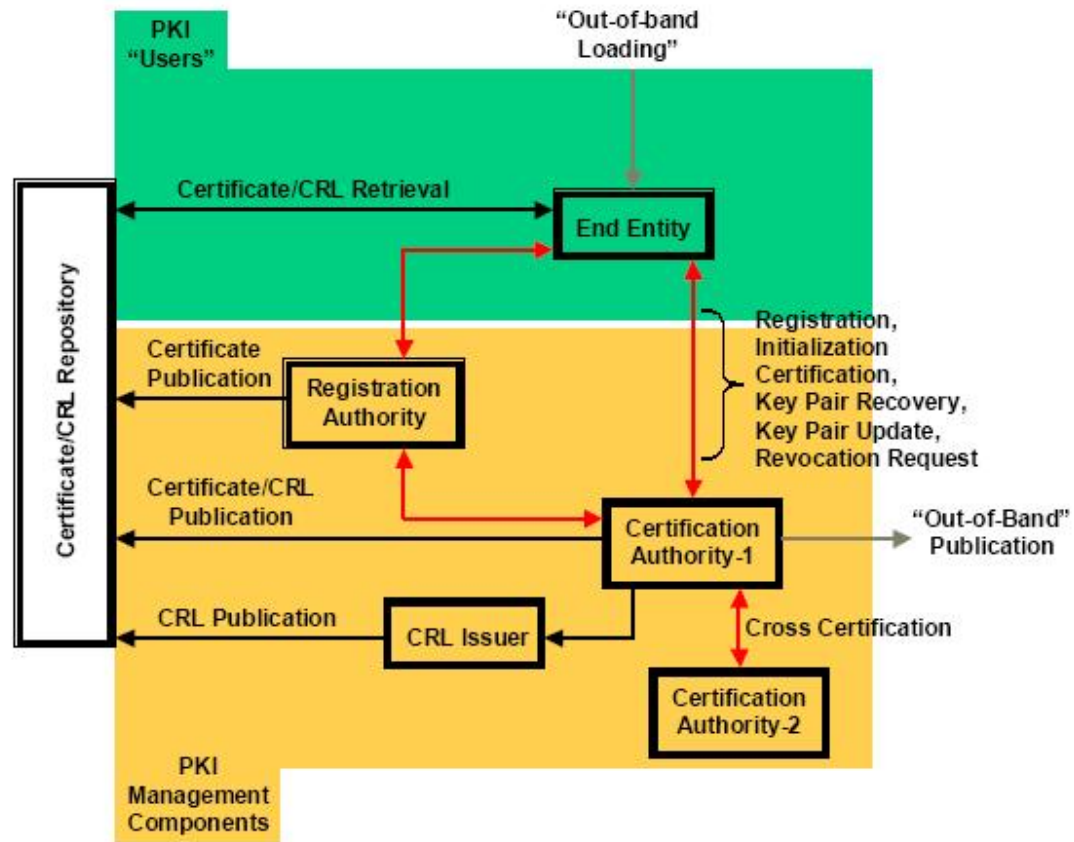 PKI
“Users”
“Out-of-band
Loading”
Certificate/CRL Retrieval
End Entity
Certificate/CRL Repository
Registration,
Initialization
Certification,
Key Pair Recovery,
Key Pair Update,
Revocation Request
Certificate
Publication
Registration
Authority
Certificate/CRL
Publication
Certification
Authority-1
“Out-of-Band”
Publication
CRL Publication
CRL Issuer
Cross Certification
Certification
Authority-2
PKI
Management
Components